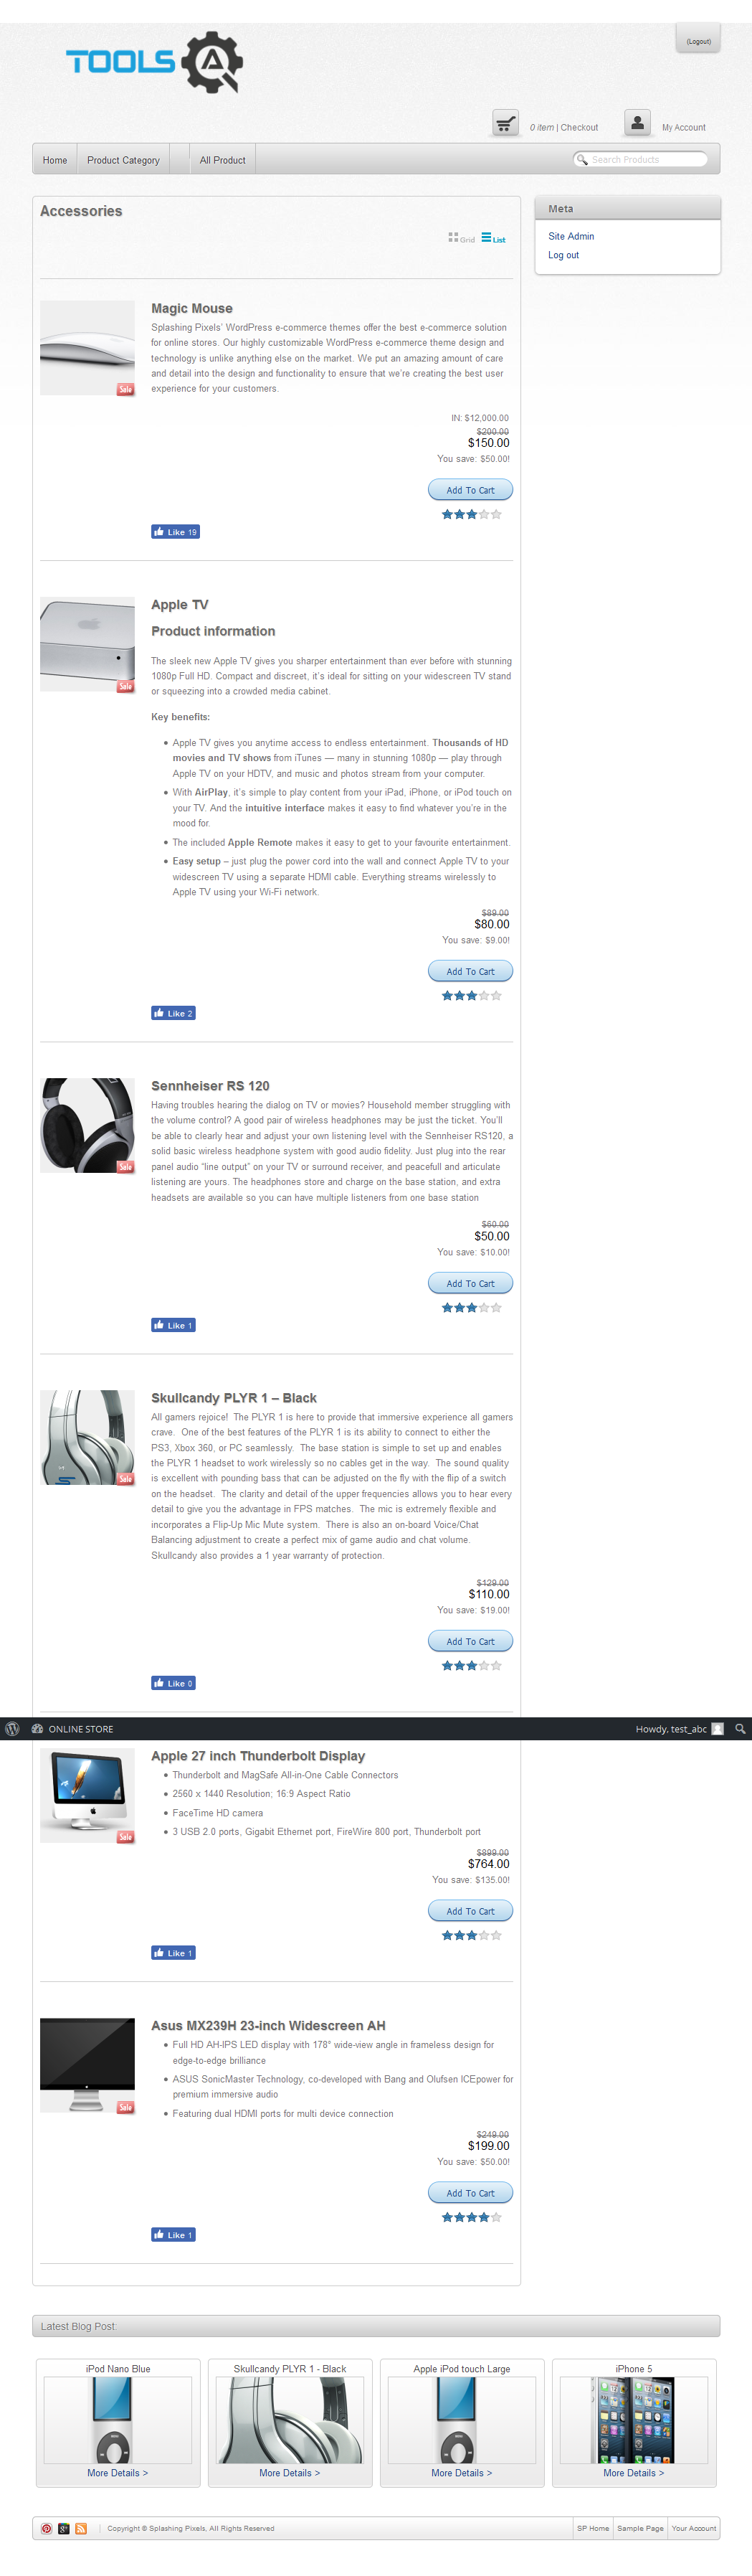 (Logout)
TOOLS
0 item | Checkout
My Account
Home
Product Category
All Product
Search Products
Accessories
Grid
List
Meta
Site Admin
Log out
Magic Mouse
Splashing Pixels' WordPress e-commerce themes offer the best e-commerce solution
for online stores. Our highly customizable WordPress e-commerce theme design and
technology is unlike anything else on the market. We put an amazing amount of care
and detail into the design and functionality to ensure that we're creating the best user
experience for your customers.
Sale
IN: $12,000.00
$200.00
$150.00
You save: $50.00!
Add To Cart
Like 19
Apple TV
Product information
Sale
The sleek new Apple TV gives you sharper entertainment than ever before with stunning
1080p Full HD. Compact and discreet, it's ideal for sitting on your widescreen TV stand
or squeezing into a crowded media cabinet.
Key benefits:
Apple TV gives you anytime access to endless entertainment. Thousands of HD
movies and TV shows from iTunes — many in stunning 1080p — play through
Apple TV on your HDTV, and music and photos stream from your computer.
With AirPlay, it's simple to play content from your iPad, iPhone, or iPod touch on
your TV. And the intuitive interface makes it easy to find whatever you're in the
mood for.
The included Apple Remote makes it easy to get to your favourite entertainment.
Easy setup – just plug the power cord into the wall and connect Apple TV to your
widescreen TV using a separate HDMI cable. Everything streams wirelessly to
Apple TV using your Wi-Fi network.
$89.00
$80.00
You save: $9.00!
Add To Cart
Like 2
Sennheiser RS 120
Having troubles hearing the dialog on TV or movies? Household member struggling with
the volume control? A good pair of wireless headphones may be just the ticket. You'll
be able to clearly hear and adjust your own listening level with the Sennheiser RS120, a
solid basic wireless headphone system with good audio fidelity. Just plug into the rear
panel audio "line output" on your TV or surround receiver, and peacefull and articulate
listening are yours. The headphones store and charge on the base station, and extra
headsets are available so you can have multiple listeners from one base station
Sale
$60.00
$50.00
You save: $10.00!
Add To Cart
Like 1
Skullcandy PLYR 1 – Black
All gamers rejoice!  The PLYR 1 is here to provide that immersive experience all gamers
crave.  One of the best features of the PLYR 1 is its ability to connect to either the
PS3, Xbox 360, or PC seamlessly.  The base station is simple to set up and enables
the PLYR 1 headset to work wirelessly so no cables get in the way.  The sound quality
is excellent with pounding bass that can be adjusted on the fly with the flip of a switch
on the headset.  The clarity and detail of the upper frequencies allows you to hear every
detail to give you the advantage in FPS matches.  The mic is extremely flexible and
incorporates a Flip-Up Mic Mute system.  There is also an on-board Voice/Chat
Balancing adjustment to create a perfect mix of game audio and chat volume.
Skullcandy also provides a 1 year warranty of protection.
Sale
$129.00
$110.00
You save: $19.00!
Add To Cart
Like 0
ONLINE STORE
Howdy, test_abc
Apple 27 inch Thunderbolt Display
Thunderbolt and MagSafe All-in-One Cable Connectors
2560 x 1440 Resolution; 16:9 Aspect Ratio
FaceTime HD camera
3 USB 2.0 ports, Gigabit Ethernet port, FireWire 800 port, Thunderbolt port
Sale
$899.00
$764.00
You save: $135.00!
Add To Cart
Like 1
Asus MX239H 23-inch Widescreen AH
Full HD AH-IPS LED display with 178° wide-view angle in frameless design for
edge-to-edge brilliance
ASUS SonicMaster Technology, co-developed with Bang and Olufsen ICEpower for
premium immersive audio
Featuring dual HDMI ports for multi device connection
Sale
$249.00
$199.00
You save: $50.00!
Add To Cart
Like 1
Latest Blog Post:
iPod Nano Blue
More Details >
Skullcandy PLYR 1 - Black
More Details >
Apple iPod touch Large
More Details >
iPhone 5
More Details >
Copyright © Splashing Pixels, All Rights Reserved
SP Home
Sample Page
Your Account